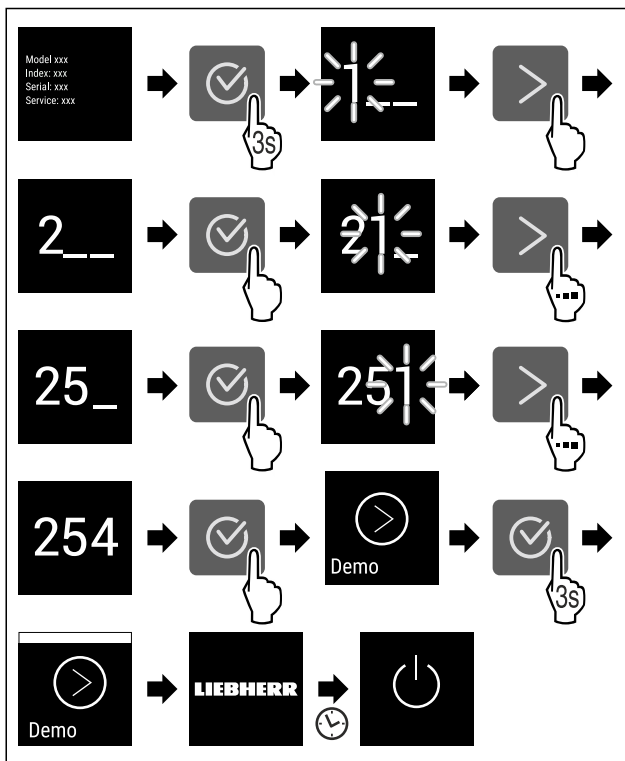 Model xxx
Index: xxx
Serial: xxx
Service: xxx
3s
1__
2__
21_
25_
251
254
Demo
3s
Demo
LIEBHERR